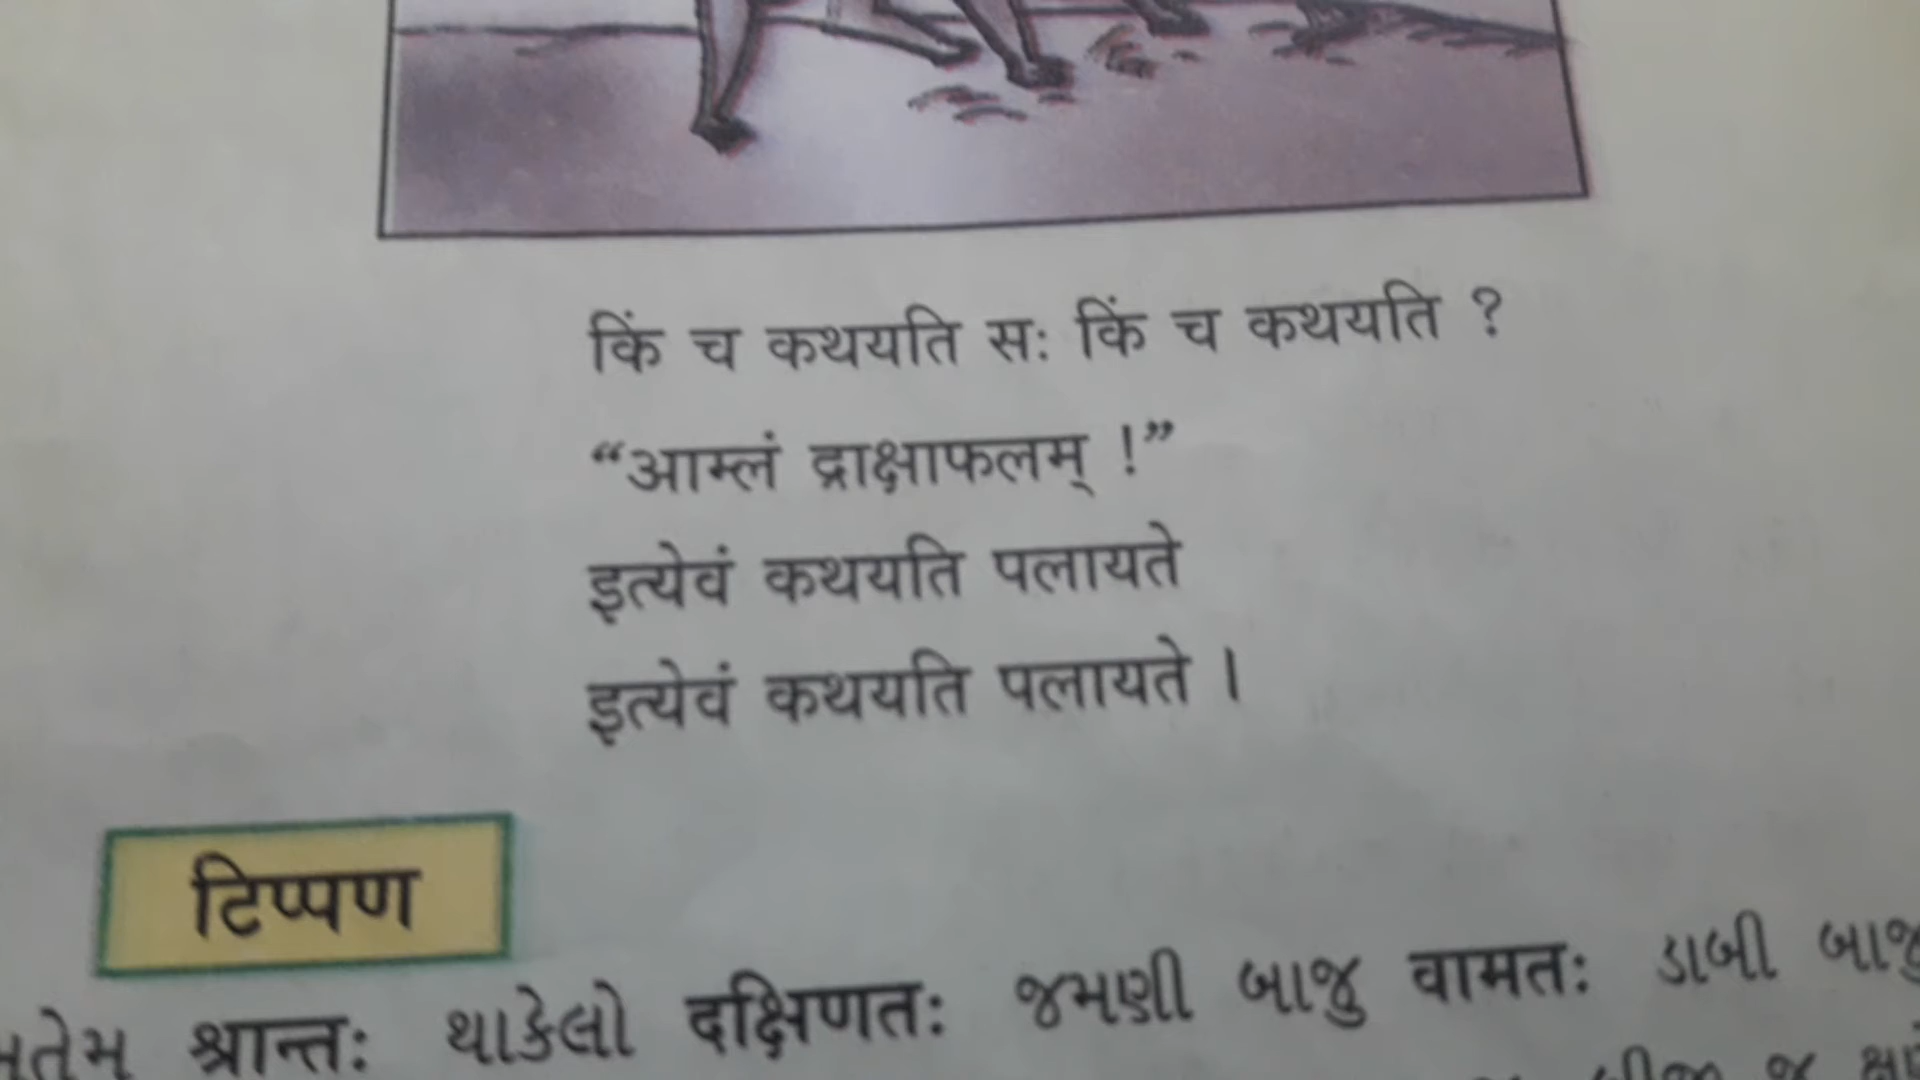 किं च कथयति सः किं च कथयति ?
“आम्लं द्राक्षाफलम् !”
इत्येवं कथयति पलायते
इत्येवं कथयति पलायते ।
टिप्पण
श्रान्तः થાકેલો दक्षिणतः જમણી બાજુ वामतः ડાબી બાજુ